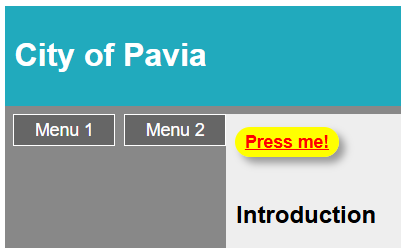 City of Pavia
Menu 1 Menu 2
Press me!
Introduction